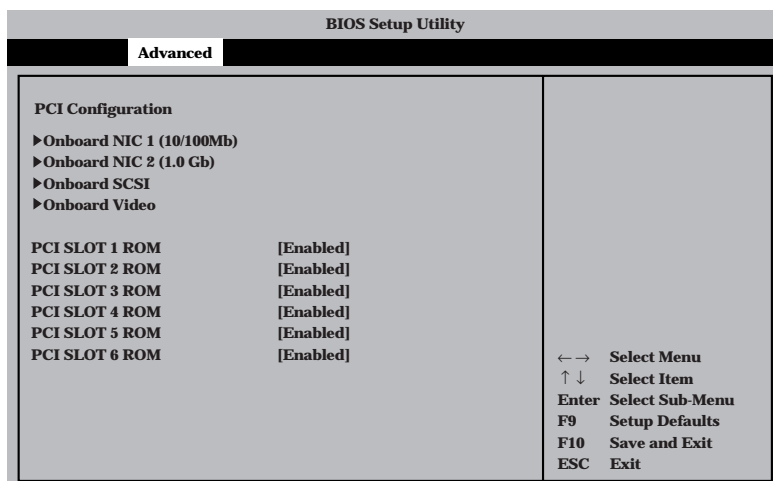 BIOS Setup Utility
Advanced
PCI Configuration
▶Onboard NIC 1 (10/100Mb)
▶Onboard NIC 2 (1.0 Gb)
▶Onboard SCSI
▶Onboard Video
PCI SLOT 1 ROM [Enabled]
PCI SLOT 2 ROM [Enabled]
PCI SLOT 3 ROM [Enabled]
PCI SLOT 4 ROM [Enabled]
PCI SLOT 5 ROM [Enabled]
PCI SLOT 6 ROM [Enabled]
←→ Select Menu
↑↓ Select Item
Enter Select Sub-Menu
F9 Setup Defaults
F10 Save and Exit
ESC Exit